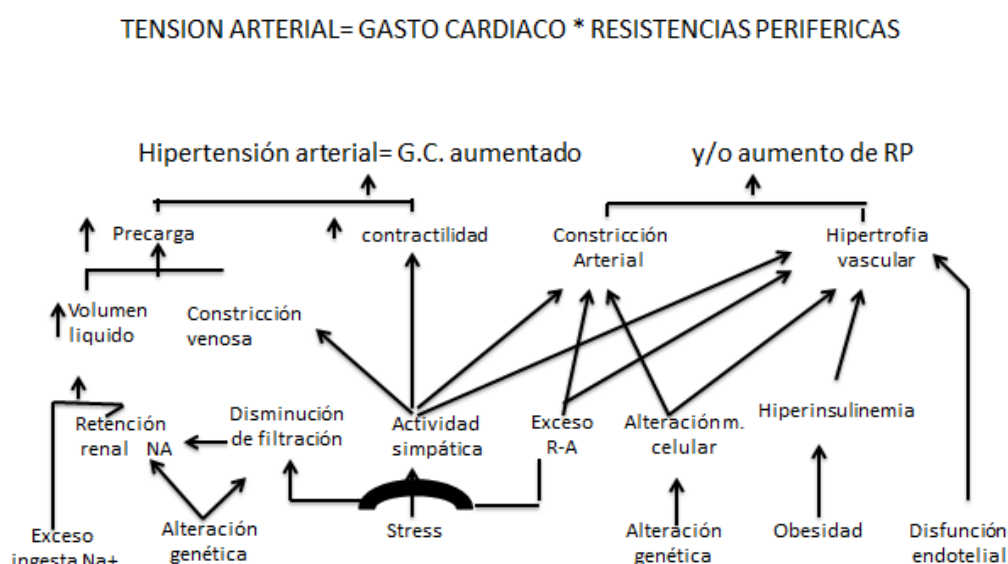 TENSION ARTERIAL= GASTO CARDIACO * RESISTENCIAS PERIFERICAS
Hipertensión arterial= G.C. aumentado
y/o aumento de RP
Precarga
contractilidad
Constricción
Arterial
Hipertrofia
vascular
Volumen
liquido
Constricción
venosa
Retención
renal NA
Disminución
de filtración
Actividad
simpática
Exceso
R-A
Alteración m.
celular
Hiperinsulinemia
Exceso
ingesta Na+
Alteración
genética
Stress
Alteración
genética
Obesidad
Disfunción
endotelial